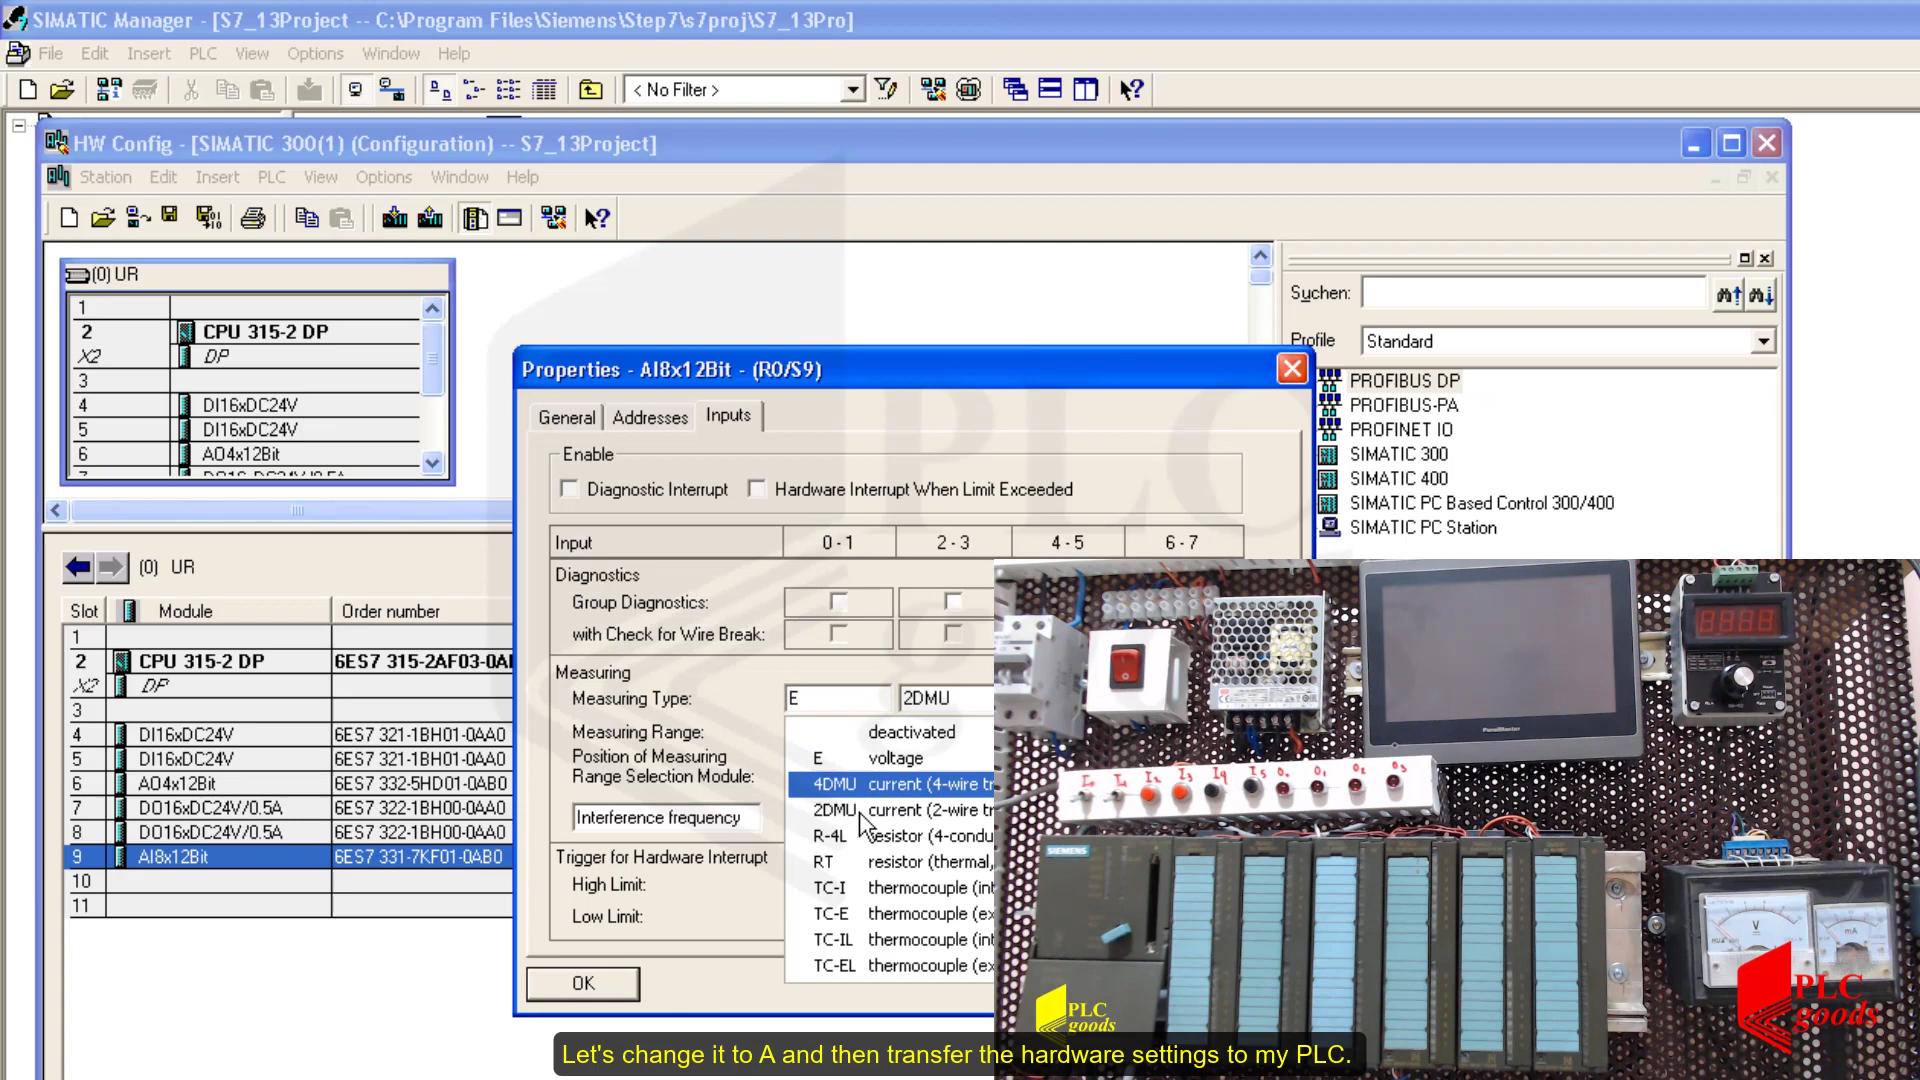 SIMATIC Manager - [S7_13Project -- C:\Program Files\Siemens\Step7\s7proj\S7_13Pro]
File Edit Insert PLC View Options Window Help
< No Filter >
HW Config - [SIMATIC 300(1) (Configuration) -- S7_13Project]
Station Edit Insert PLC View Options Window Help
(0) UR
1
2 CPU 315-2 DP
X2 DP
3
4 DI16xDC24V
5 DI16xDC24V
6 AO4x12Bit
Suchen:
Profile Standard
PROFIBUS DP
PROFIBUS-PA
PROFINET IO
SIMATIC 300
SIMATIC 400
SIMATIC PC Based Control 300/400
SIMATIC PC Station
Properties - AI8x12Bit - (R0/S9)
General Addresses Inputs
Enable
Diagnostic Interrupt Hardware Interrupt When Limit Exceeded
Input 0 - 1 2 - 3 4 - 5 6 - 7
Diagnostics
Group Diagnostics:
with Check for Wire Break:
Measuring
Measuring Type: E 2DMU
Measuring Range:
Position of Measuring
Range Selection Module:
Interference frequency
Trigger for Hardware Interrupt
High Limit:
Low Limit:
deactivated
E voltage
4DMU current (4-wire tr
2DMU current (2-wire tr
R-4L resistor (4-condu
RT resistor (thermal,
TC-I thermocouple (int
TC-E thermocouple (ex
TC-IL thermocouple (int
TC-EL thermocouple (ex
OK
(0) UR
Slot Module Order number
1
2 CPU 315-2 DP 6ES7 315-2AF03-0A
X2 DP
3
4 DI16xDC24V 6ES7 321-1BH01-0AA0
5 DI16xDC24V 6ES7 321-1BH01-0AA0
6 AO4x12Bit 6ES7 332-5HD01-0AB0
7 DO16xDC24V/0.5A 6ES7 322-1BH00-0AA0
8 DO16xDC24V/0.5A 6ES7 322-1BH00-0AA0
9 AI8x12Bit 6ES7 331-7KF01-0AB0
10
11
PLC
goods
SIEMENS
V
mA
PLC
goods
PLC
goods
Let's change it to A and then transfer the hardware settings to my PLC.